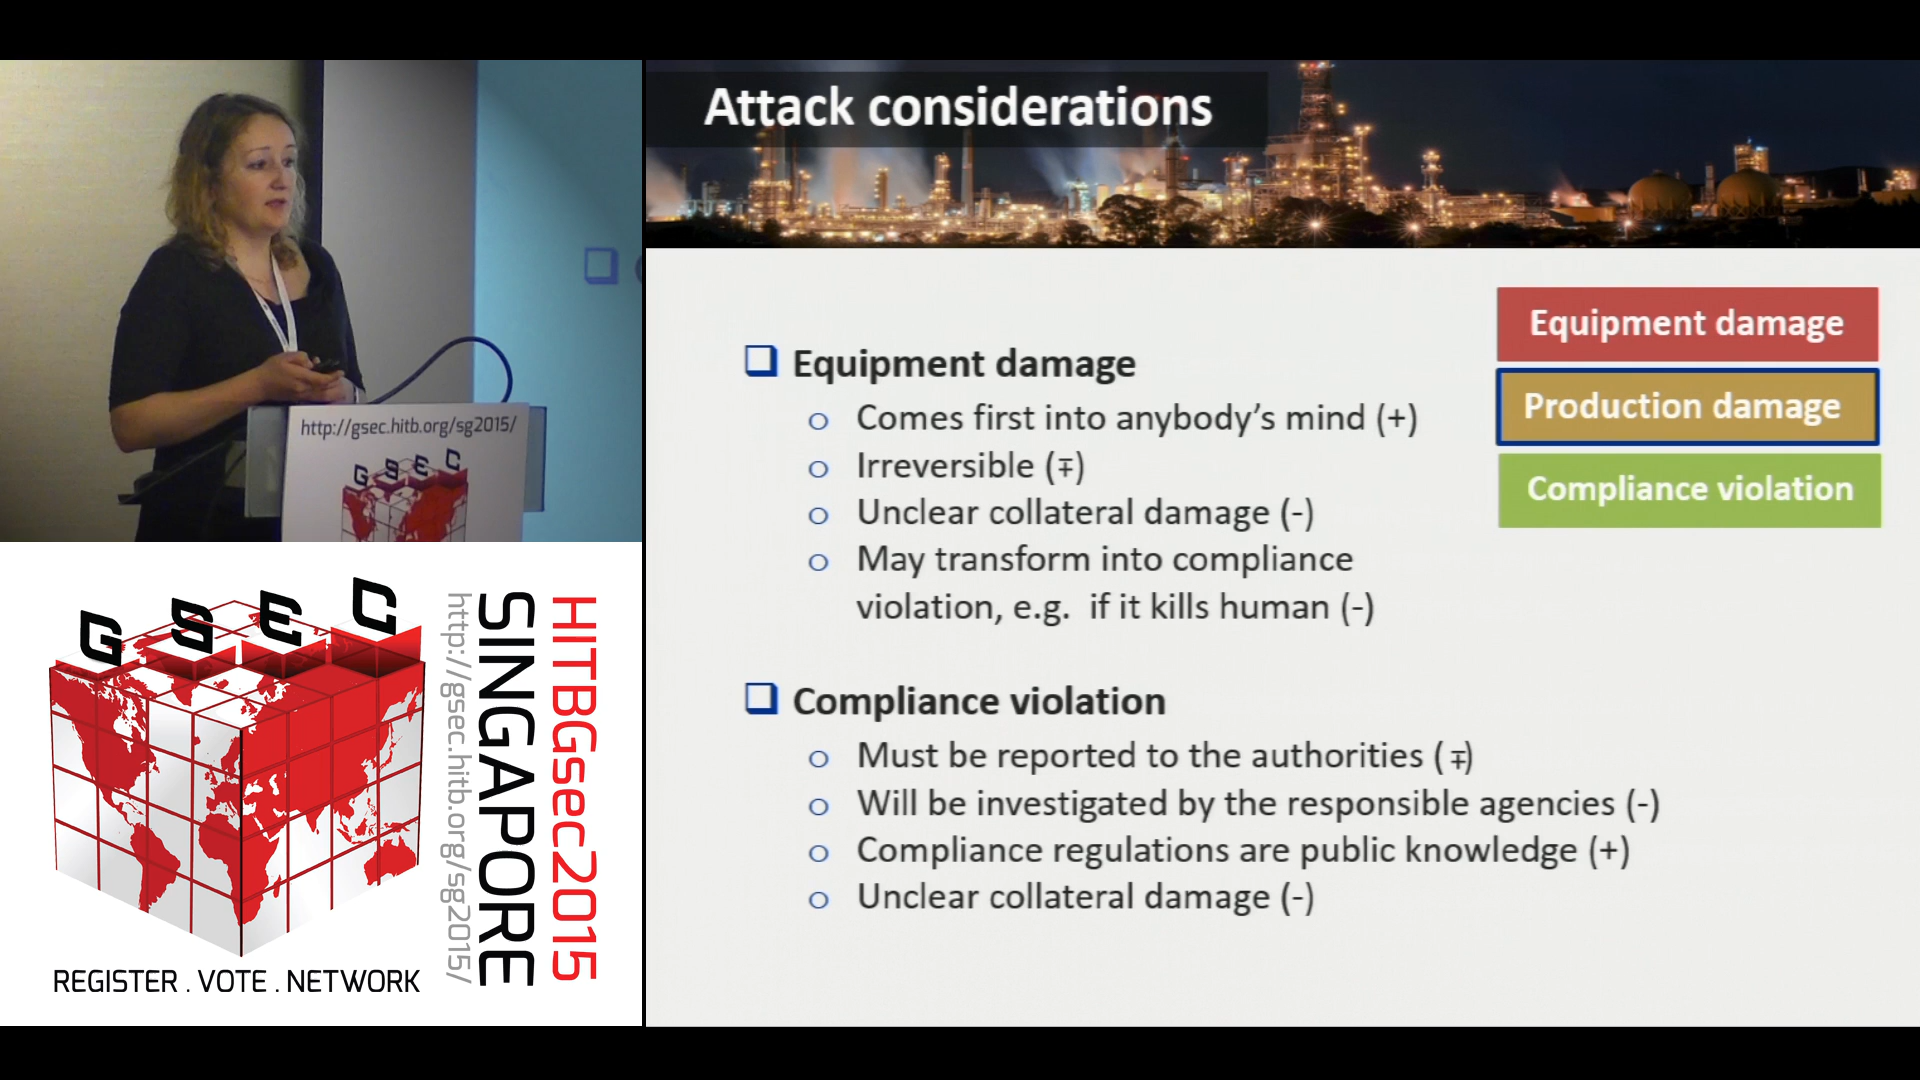 Attack considerations
Equipment damage
Production damage
Compliance violation
❑ Equipment damage
o Comes first into anybody's mind (+)
o Irreversible (∓)
o Unclear collateral damage (-)
o May transform into compliance
violation, e.g. if it kills human (-)
❑ Compliance violation
o Must be reported to the authorities (∓)
o Will be investigated by the responsible agencies (-)
o Compliance regulations are public knowledge (+)
o Unclear collateral damage (-)
http://gsec.hitb.org/sg2015/
GSEC
GSEC
http://gsec.hitb.org/sg2015/
SINGAPORE
HITBGsec2015
REGISTER . VOTE . NETWORK